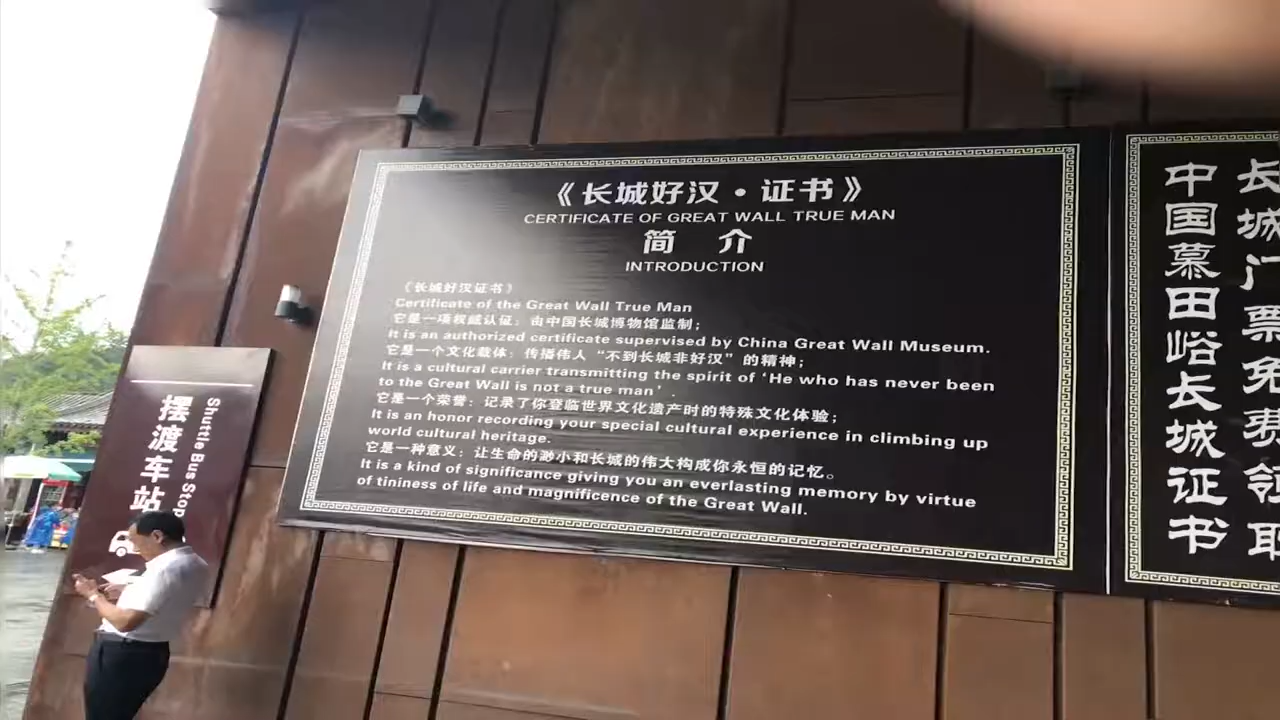 《长城好汉·证书》
CERTIFICATE OF GREAT WALL TRUE MAN
简 介
INTRODUCTION
《长城好汉证书》
Certificate of the Great Wall True Man
它是一项权威认证：由中国长城博物馆监制；
It is an authorized certificate supervised by China Great Wall Museum.
它是一个文化载体：传播伟人“不到长城非好汉”的精神；
It is a cultural carrier transmitting the spirit of ‘He who has never been
to the Great Wall is not a true man’.
它是一个荣誉：记录了你登临世界文化遗产时的特殊文化体验；
It is an honor recording your special cultural experience in climbing up
world cultural heritage.
它是一种意义：让生命的渺小和长城的伟大构成你永恒的记忆。
It is a kind of significance giving you an everlasting memory by virtue
of tininess of life and magnificence of the Great Wall.
中国慕田峪长城证书
长城门票免费领取
摆渡车站
Shuttle Bus Stop